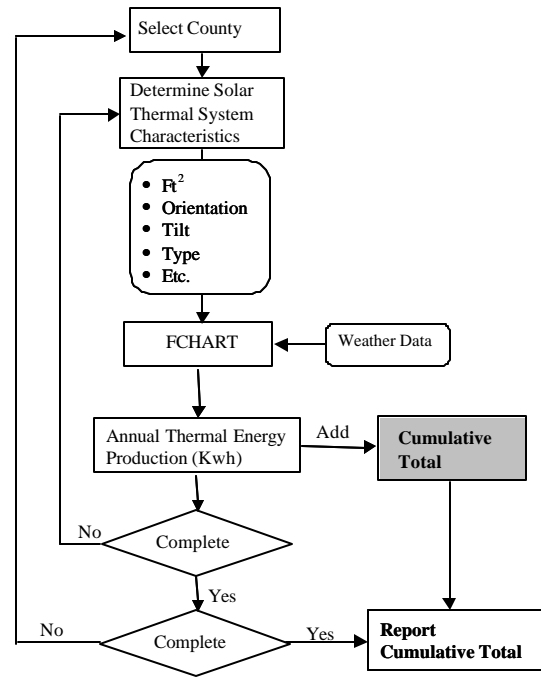 Select County
Determine Solar
Thermal System
Characteristics
• Ft²
• Orientation
• Tilt
• Type
• Etc.
FCHART
Weather Data
Annual Thermal Energy
Production (Kwh)
Add
Cumulative
Total
No
Complete
Yes
No
Complete
Yes
Report
Cumulative Total